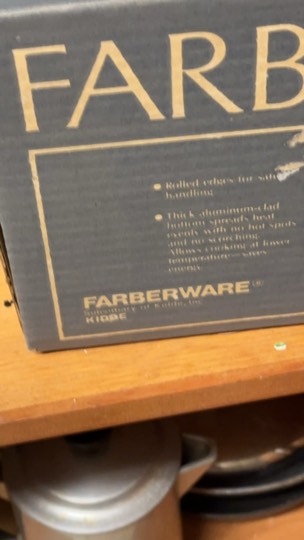 FARB
• Rolled edges for safe
handling
• Thick aluminum-clad
bottom spreads heat
evenly with no hot spots
and no scorching.
Allows cooking at lower
temperature—saves
energy.
FARBERWARE®
Subsidiary of Kidde, Inc.
KIDDE